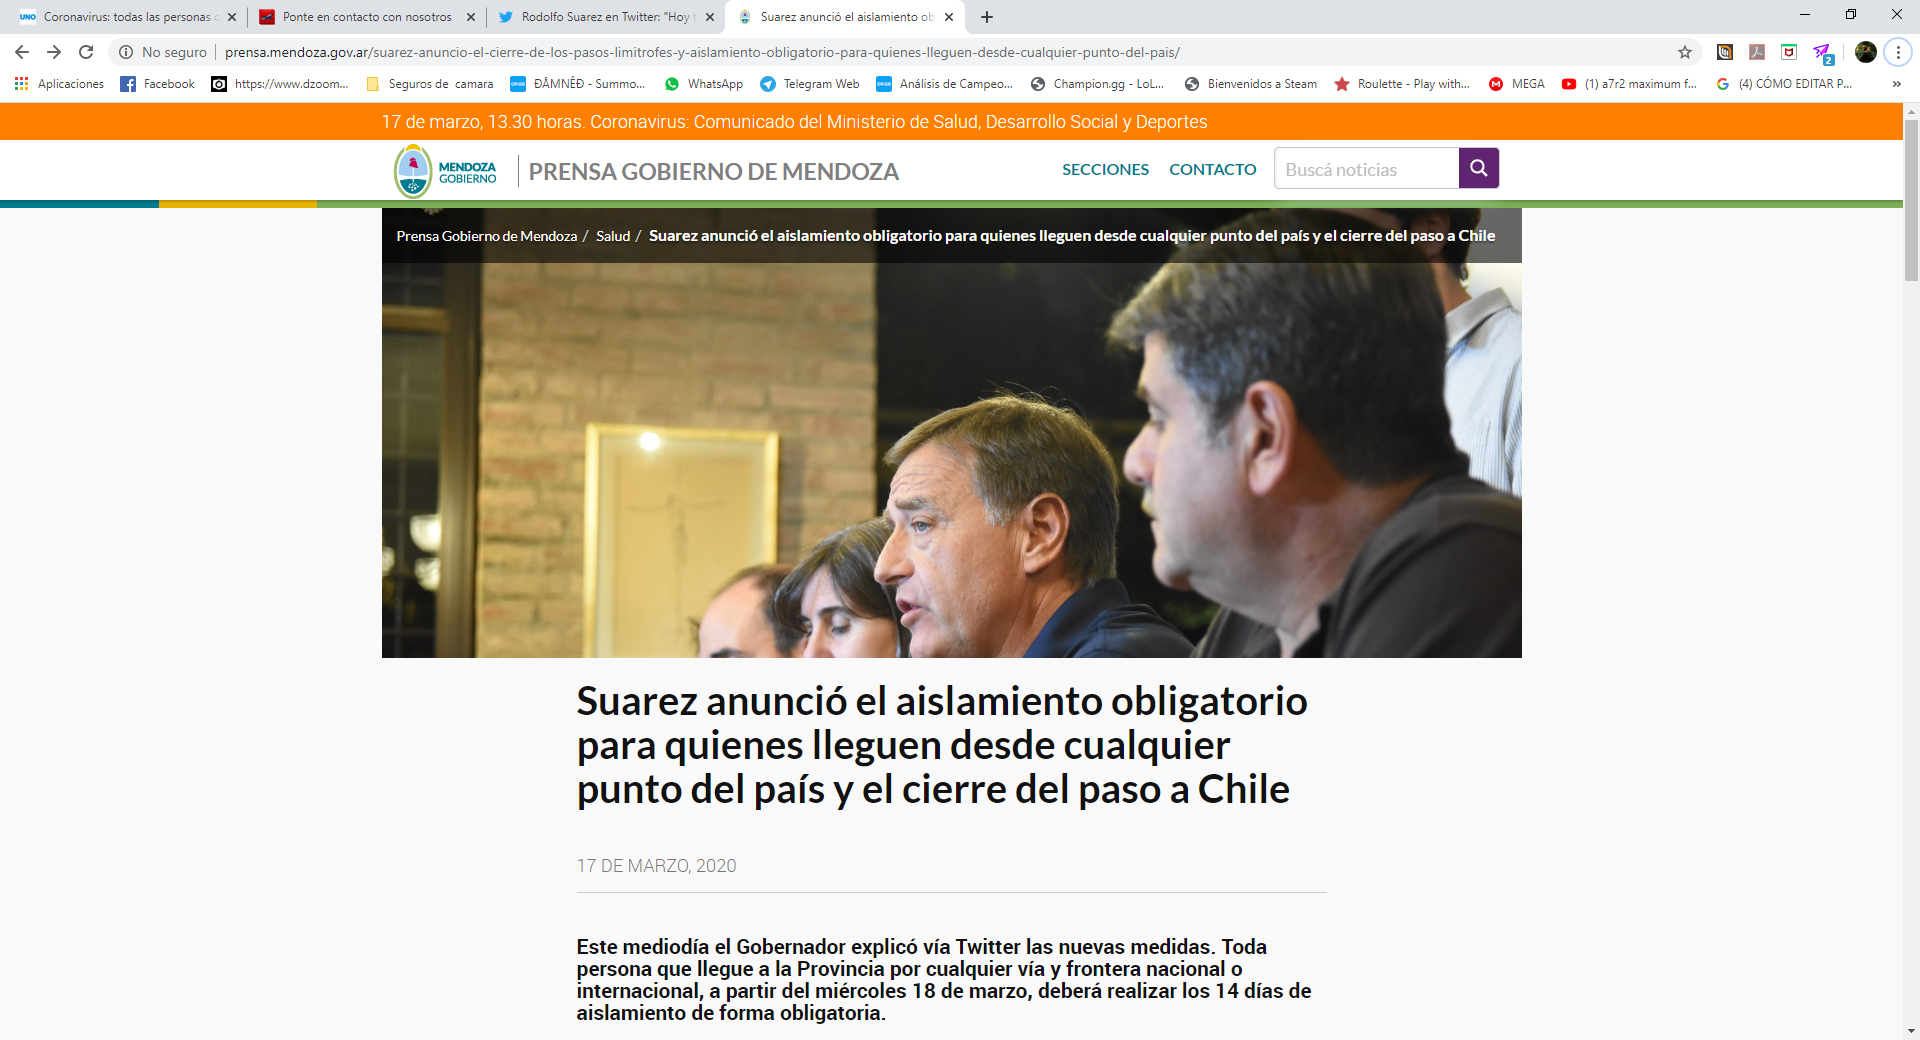 Coronavirus: todas las personas
Ponte en contacto con nosotros
Rodolfo Suarez en Twitter: "Hoy
Suarez anunció el aislamiento ob
No seguro
prensa.mendoza.gov.ar/suarez-anuncio-el-cierre-de-los-pasos-limitrofes-y-aislamiento-obligatorio-para-quienes-lleguen-desde-cualquier-punto-del-pais/
2
Aplicaciones
Facebook
https://www.dzoom...
Seguros de camara
ÐÅMNÊÐ - Summo...
WhatsApp
Telegram Web
Análisis de Campeo...
Champion.gg - LoL...
Bienvenidos a Steam
Roulette - Play with...
MEGA
(1) a7r2 maximum f...
(4) CÓMO EDITAR P...
17 de marzo, 13.30 horas. Coronavirus: Comunicado del Ministerio de Salud, Desarrollo Social y Deportes
MENDOZA
GOBIERNO
PRENSA GOBIERNO DE MENDOZA
SECCIONES
CONTACTO
Buscá noticias
Prensa Gobierno de Mendoza / Salud / Suarez anunció el aislamiento obligatorio para quienes lleguen desde cualquier punto del país y el cierre del paso a Chile
Suarez anunció el aislamiento obligatorio
para quienes lleguen desde cualquier
punto del país y el cierre del paso a Chile
17 DE MARZO, 2020
Este mediodía el Gobernador explicó vía Twitter las nuevas medidas. Toda
persona que llegue a la Provincia por cualquier vía y frontera nacional o
internacional, a partir del miércoles 18 de marzo, deberá realizar los 14 días de
aislamiento de forma obligatoria.